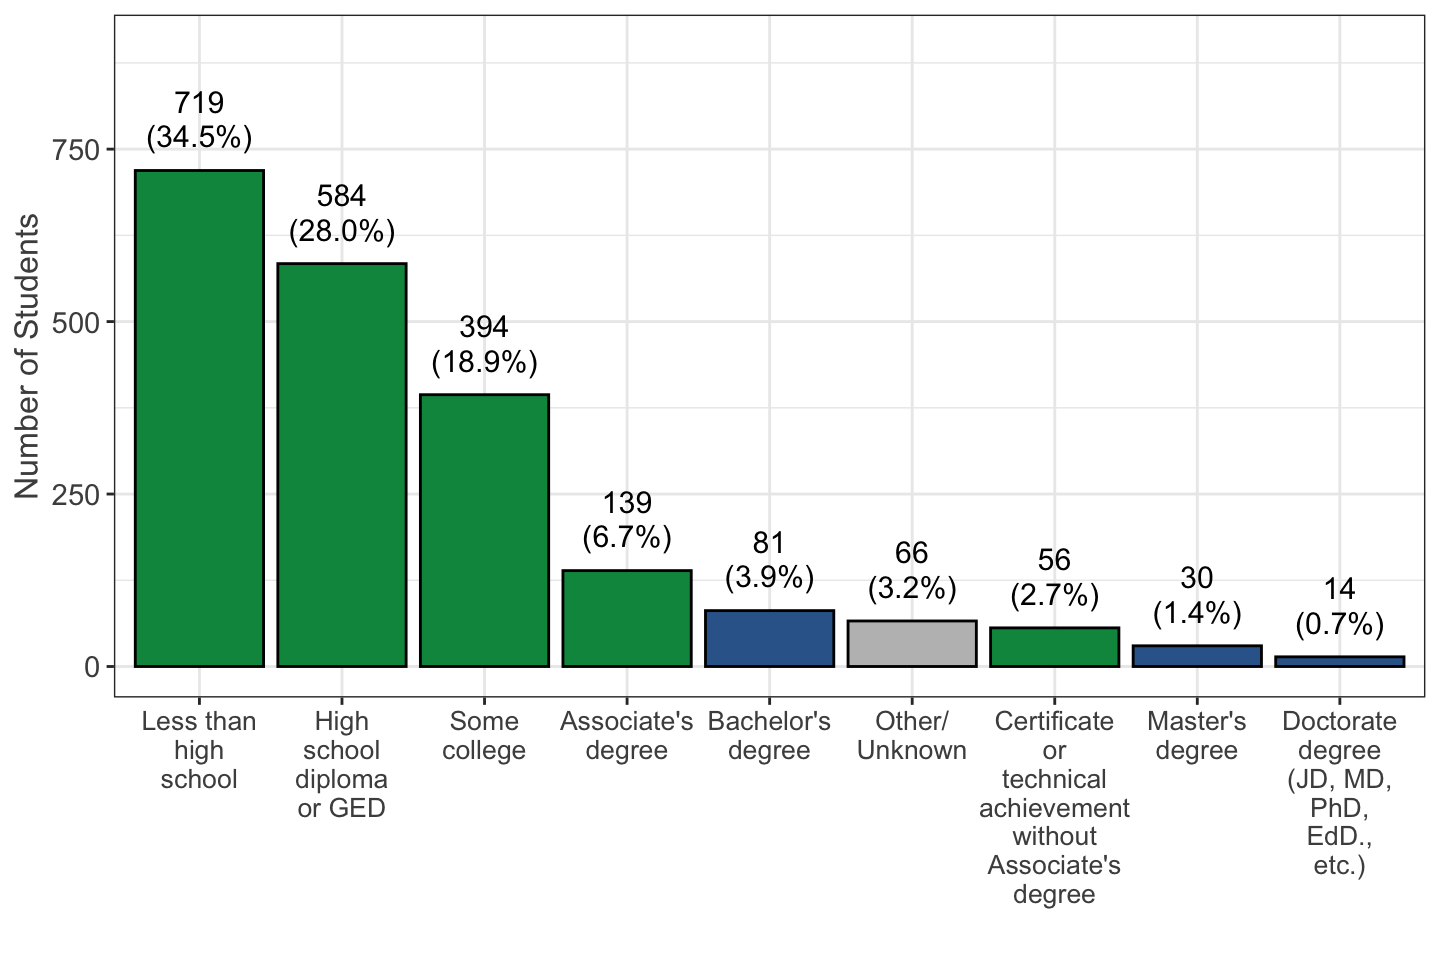 719
(34.5%)
584
(28.0%)
394
(18.9%)
139
(6.7%)
81
(3.9%)
66
(3.2%)
56
(2.7%)
30
(1.4%)
14
(0.7%)
Number of Students
750
500
250
0
Less than
high
school
High
school
diploma
or GED
Some
college
Associate's
degree
Bachelor's
degree
Other/
Unknown
Certificate
or
technical
achievement
without
Associate's
degree
Master's
degree
Doctorate
degree
(JD, MD,
PhD,
EdD.,
etc.)